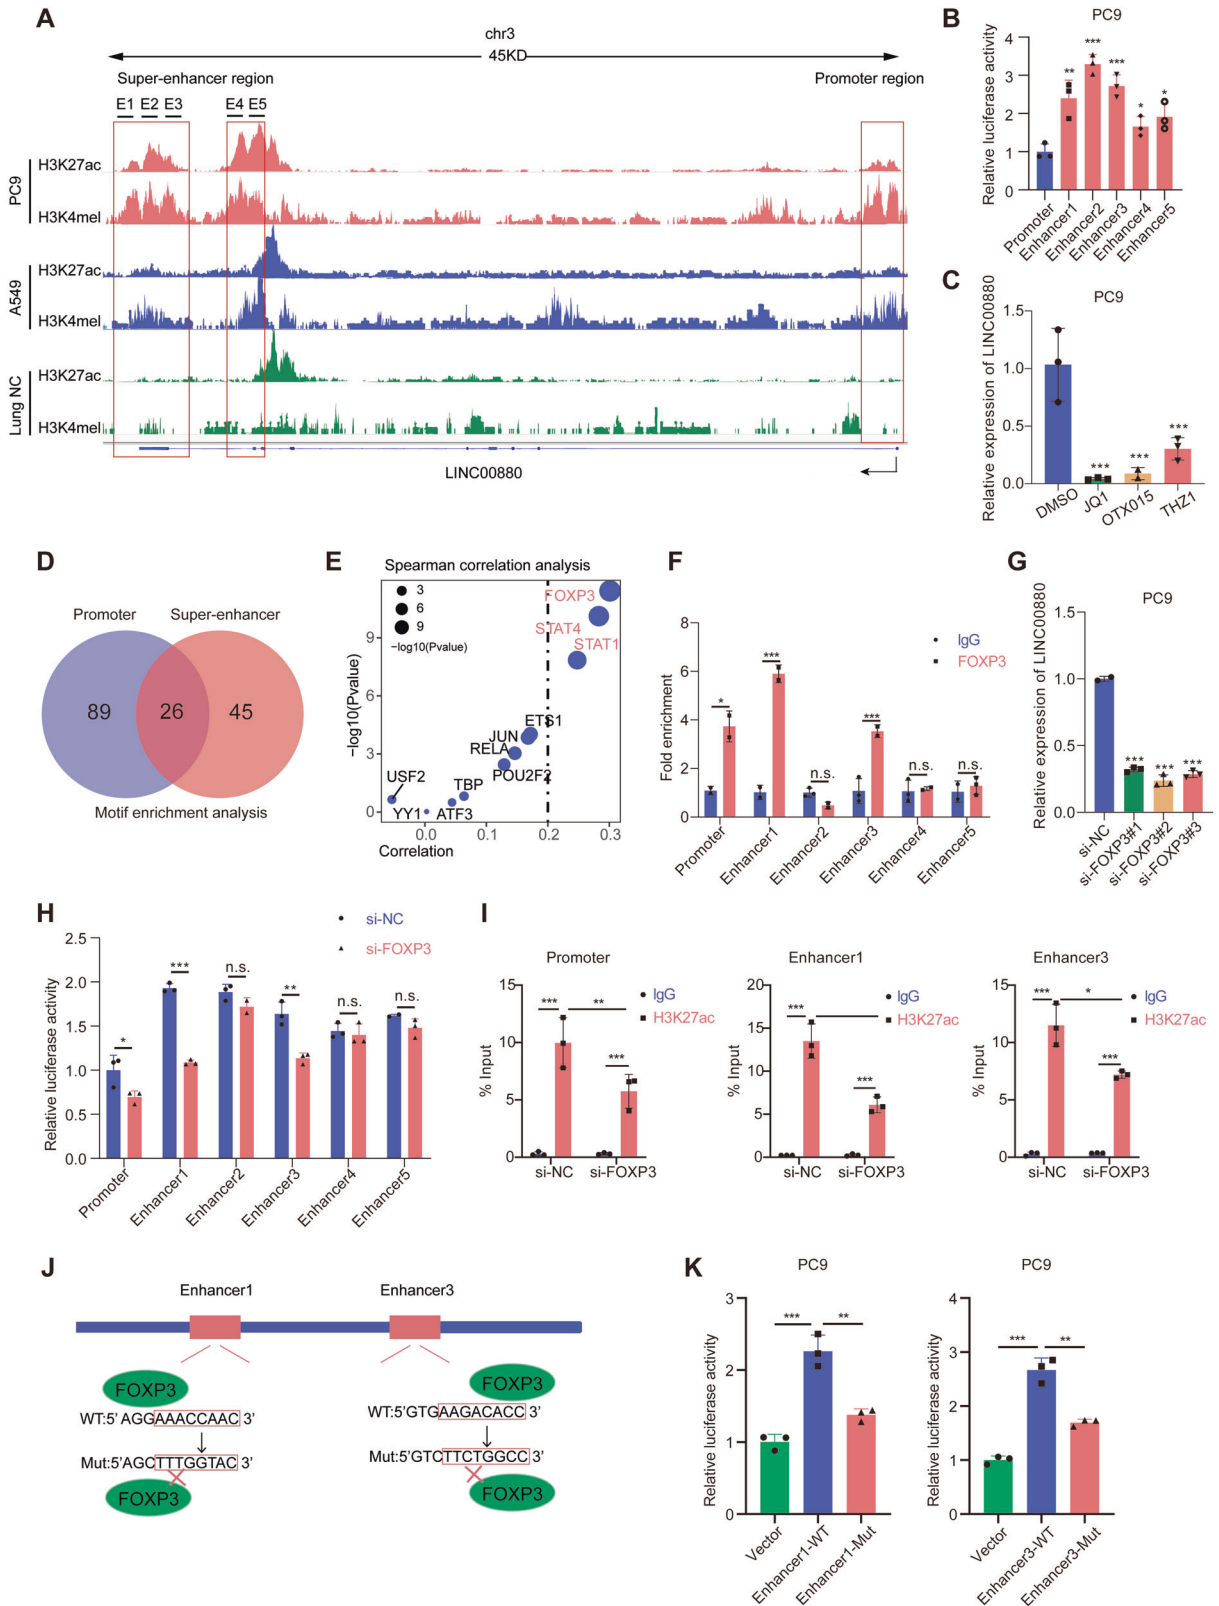 A
chr3
45KD
Super-enhancer region
Promoter region
E1 E2 E3 E4 E5
PC9
H3K27ac
H3K4mel
A549
H3K27ac
H3K4mel
Lung NC
H3K27ac
H3K4mel
LINC00880
B
PC9
Relative luciferase activity
4
3
2
1
0
** *** *** * *
Promoter
Enhancer1
Enhancer2
Enhancer3
Enhancer4
Enhancer5
C
PC9
Relative expression of LINC00880
1.5
1.0
0.5
0.0
*** *** ***
DMSO
JQ1
OTX015
THZ1
D
Promoter
Super-enhancer
89
26
45
Motif enrichment analysis
E
Spearman correlation analysis
3
6
9
−log10(Pvalue)
FOXP3
STAT4
STAT1
ETS1
JUN
RELA
POU2F2
USF2
TBP
YY1
ATF3
−log10(Pvalue)
9
6
3
0
0.0 0.1 0.2 0.3
Correlation
F
IgG
FOXP3
Fold enrichment
8
6
4
2
0
* *** n.s. *** n.s. n.s.
Promoter
Enhancer1
Enhancer2
Enhancer3
Enhancer4
Enhancer5
G
PC9
Relative expression of LINC00880
1.5
1.0
0.5
0.0
*** *** ***
si-NC
si-FOXP3#1
si-FOXP3#2
si-FOXP3#3
H
si-NC
si-FOXP3
Relative luciferase activity
2.5
2.0
1.5
1.0
0.5
0.0
* *** n.s. ** n.s. n.s.
Promoter
Enhancer1
Enhancer2
Enhancer3
Enhancer4
Enhancer5
I
Promoter
IgG
H3K27ac
% Input
15
10
5
0
*** ** ***
si-NC si-FOXP3
Enhancer1
IgG
H3K27ac
% Input
20
15
10
5
0
*** ***
si-NC si-FOXP3
Enhancer3
IgG
H3K27ac
% Input
15
10
5
0
*** * ***
si-NC si-FOXP3
J
Enhancer1
Enhancer3
FOXP3
FOXP3
WT:5' AGGAAACCAAC 3'
WT:5'GTGAAGACACC 3'
Mut:5'AGCTTTGGTAC 3'
Mut:5'GTCTTCTGGCC 3'
FOXP3
FOXP3
K
PC9
Relative luciferase activity
3
2
1
0
*** **
Vector
Enhancer1-WT
Enhancer1-Mut
PC9
Relative luciferase activity
4
3
2
1
0
*** **
Vector
Enhancer3-WT
Enhancer3-Mut